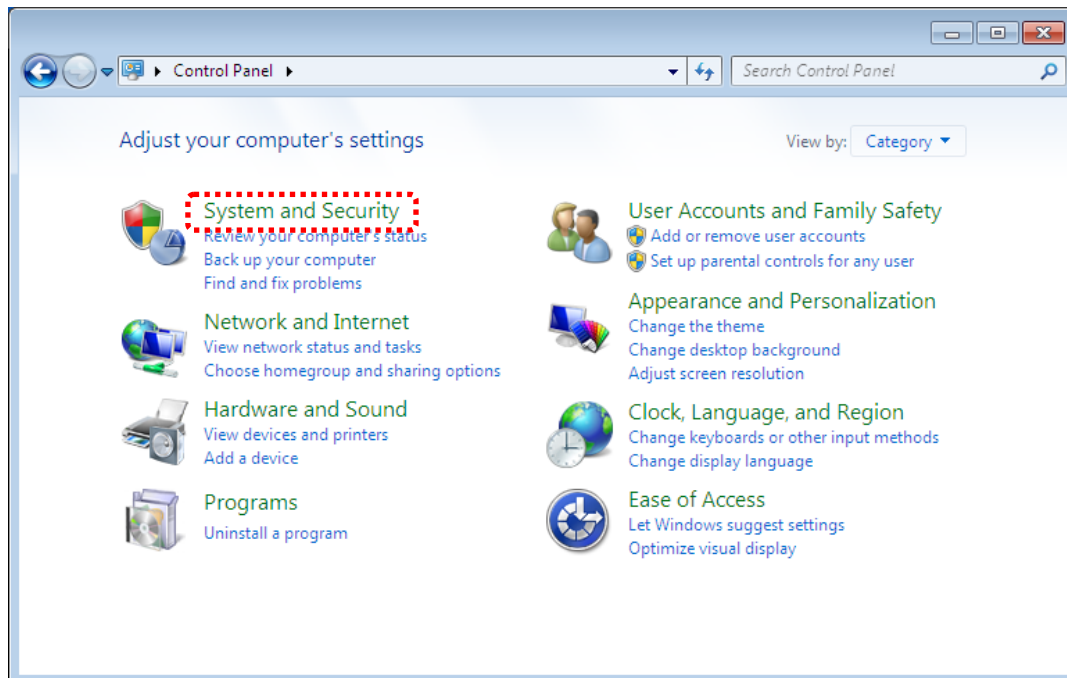 Control Panel
Search Control Panel
Adjust your computer's settings
View by: Category
System and Security
Review your computer's status
Back up your computer
Find and fix problems
Network and Internet
View network status and tasks
Choose homegroup and sharing options
Hardware and Sound
View devices and printers
Add a device
Programs
Uninstall a program
User Accounts and Family Safety
Add or remove user accounts
Set up parental controls for any user
Appearance and Personalization
Change the theme
Change desktop background
Adjust screen resolution
Clock, Language, and Region
Change keyboards or other input methods
Change display language
Ease of Access
Let Windows suggest settings
Optimize visual display